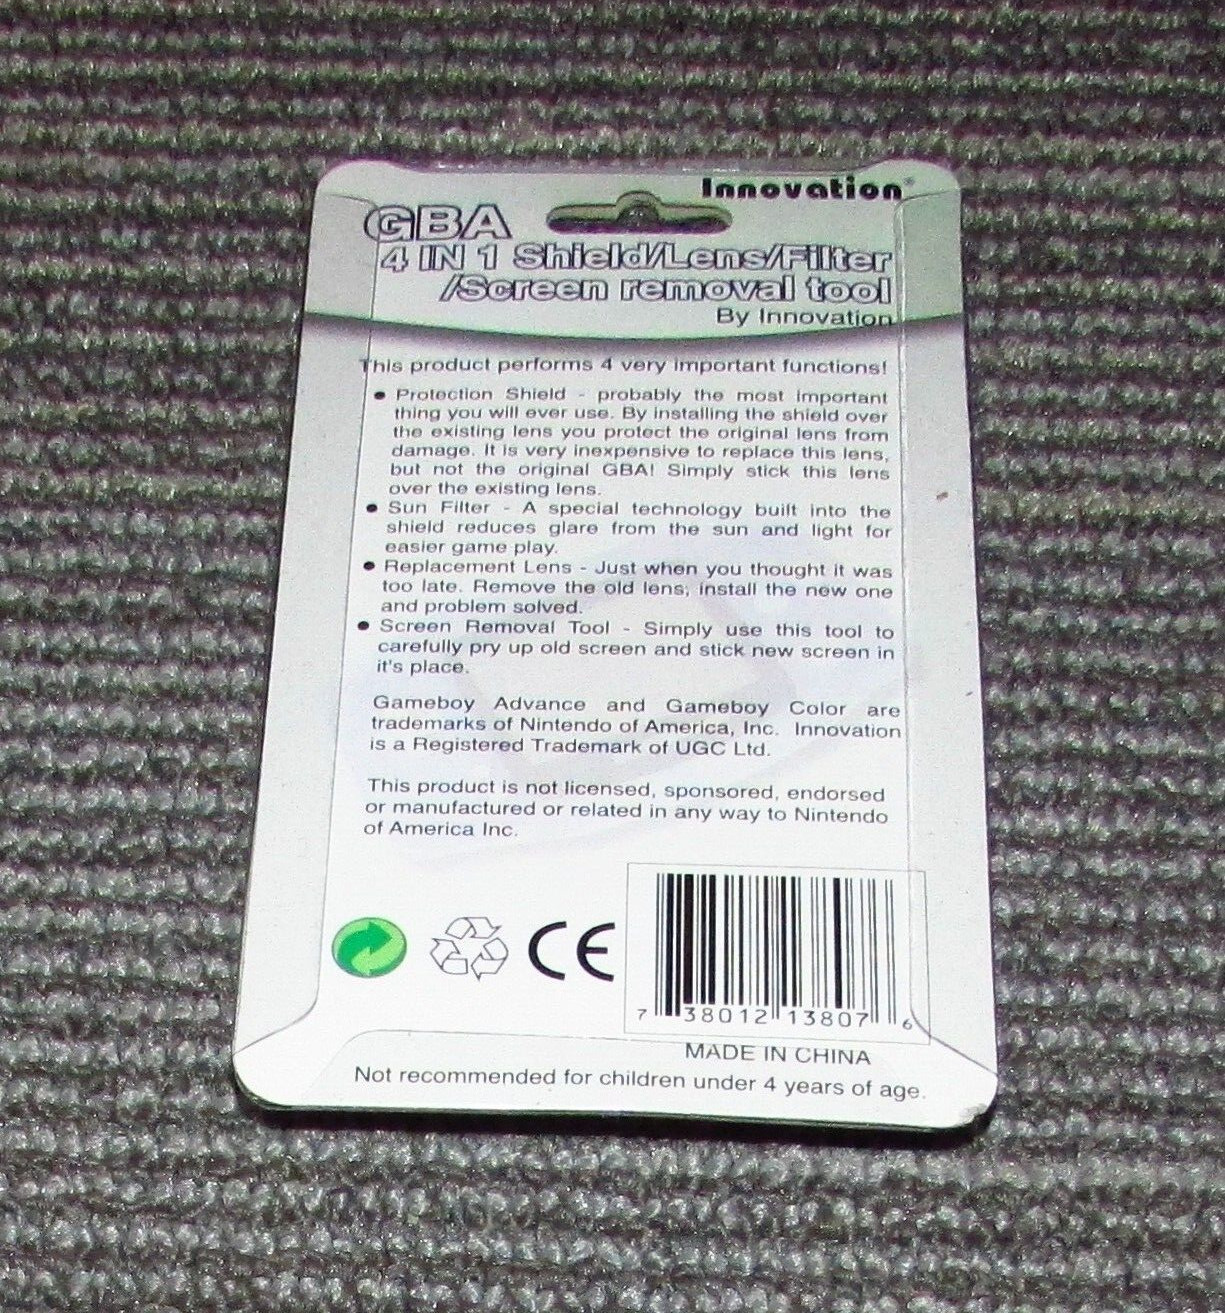 Innovation®
GBA
4 IN 1 Shield/Lens/Filter
/Screen removal tool
By Innovation
This product performs 4 very important functions!
• Protection Shield - probably the most important
thing you will ever use. By installing the shield over
the existing lens you protect the original lens from
damage. It is very inexpensive to replace this lens,
but not the original GBA! Simply stick this lens
over the existing lens.
• Sun Filter - A special technology built into the
shield reduces glare from the sun and light for
easier game play.
• Replacement Lens - Just when you thought it was
too late. Remove the old lens, install the new one
and problem solved.
• Screen Removal Tool - Simply use this tool to
carefully pry up old screen and stick new screen in
it's place.
Gameboy Advance and Gameboy Color are
trademarks of Nintendo of America, Inc. Innovation
is a Registered Trademark of UGC Ltd.
This product is not licensed, sponsored, endorsed
or manufactured or related in any way to Nintendo
of America Inc.
CE
7 38012 13807 6
MADE IN CHINA
Not recommended for children under 4 years of age.